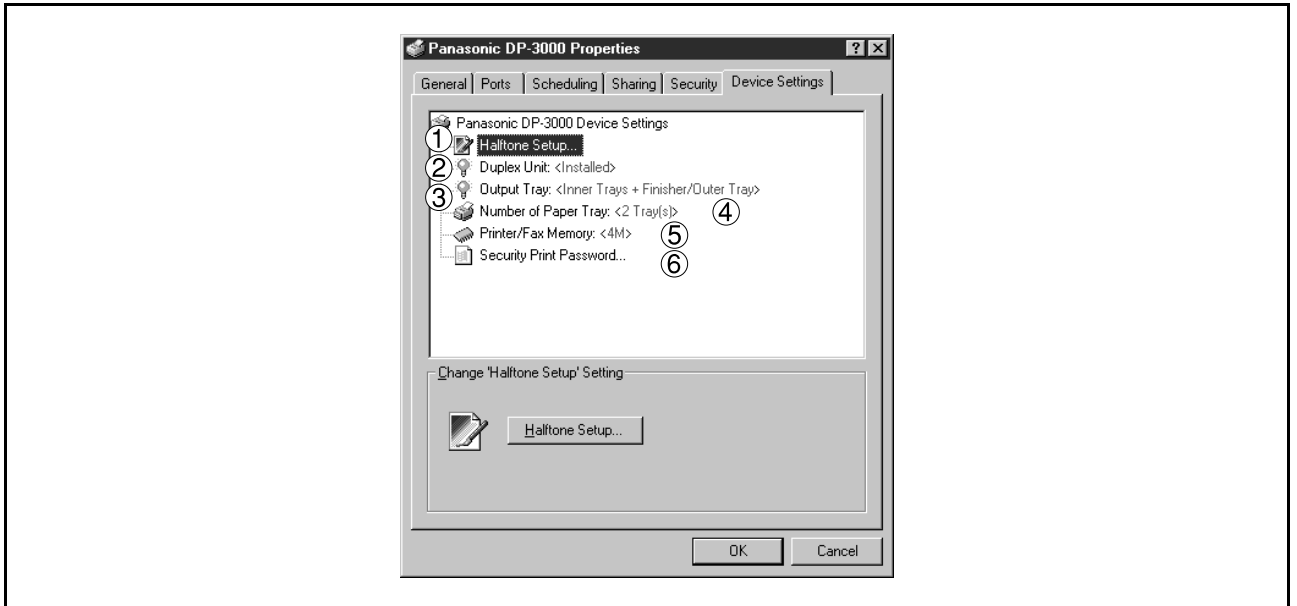 Panasonic DP-3000 Properties
General Ports Scheduling Sharing Security Device Settings
Panasonic DP-3000 Device Settings
① Halftone Setup...
② Duplex Unit: <Installed>
③ Output Tray: <Inner Trays + Finisher/Outer Tray>
Number of Paper Tray: <2 Tray(s)> ④
Printer/Fax Memory: <4M> ⑤
Security Print Password... ⑥
Change 'Halftone Setup' Setting
Halftone Setup...
OK Cancel